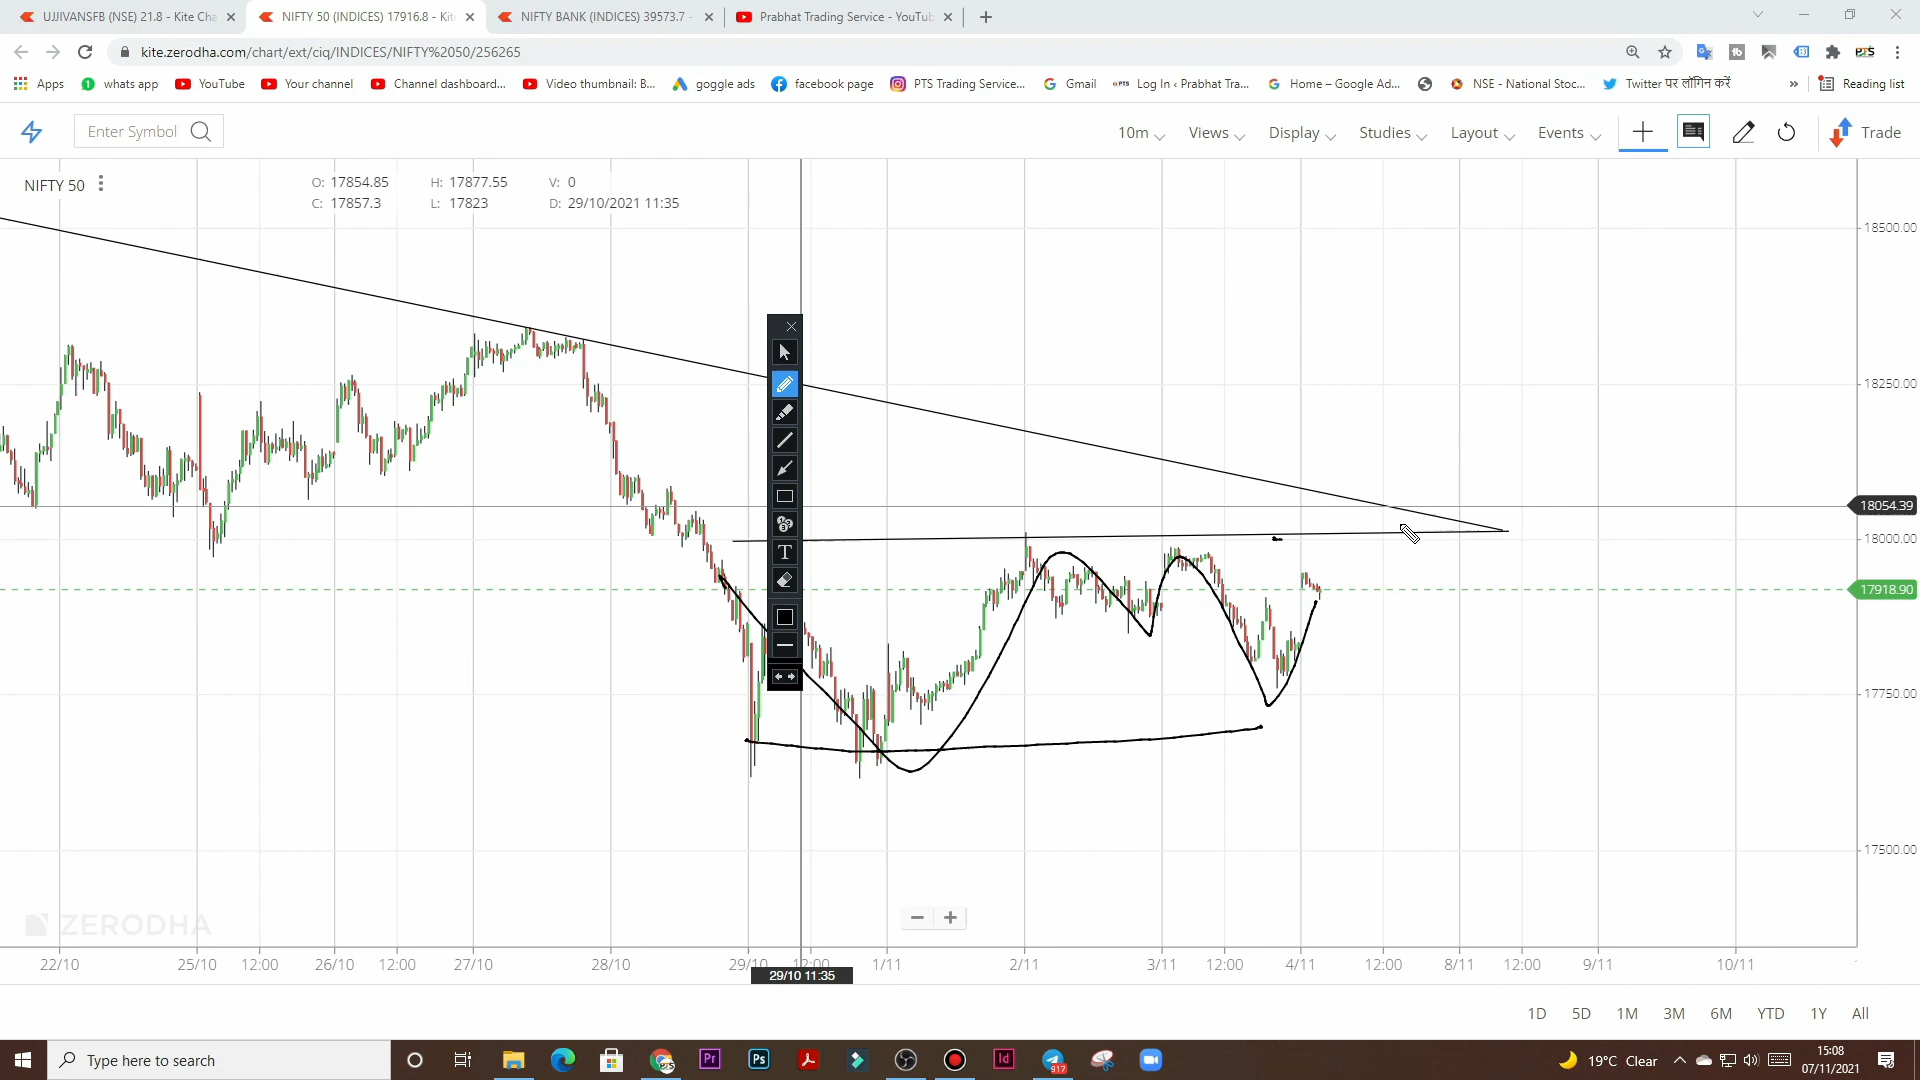 UJJIVANSFB (NSE) 21.8 - Kite Cha
NIFTY 50 (INDICES) 17916.8 - Kite
NIFTY BANK (INDICES) 39573.7 -
Prabhat Trading Service - YouTub
kite.zerodha.com/chart/ext/ciq/INDICES/NIFTY%2050/256265
PTS
Apps
whats app
YouTube
Your channel
Channel dashboard...
Video thumbnail: B...
goggle ads
facebook page
PTS Trading Service...
Gmail
Log In ‹ Prabhat Tra...
Home – Google Ad...
NSE - National Stoc...
Twitter पर लॉगिन करें
»
Reading list
Enter Symbol
10m
Views
Display
Studies
Layout
Events
Trade
NIFTY 50
O: 17854.85 H: 17877.55 V: 0
C: 17857.3 L: 17823 D: 29/10/2021 11:35
18500.00
18250.00
18054.39
18000.00
17918.90
17750.00
17500.00
T
ZERODHA
22/10 25/10 12:00 26/10 12:00 27/10 28/10 29/10 12:00 1/11 2/11 3/11 12:00 4/11 12:00 8/11 12:00 9/11 10/11
29/10 11:35
1D 5D 1M 3M 6M YTD 1Y All
Type here to search
Pr
Ps
Id
917
19°C Clear
15:08
07/11/2021